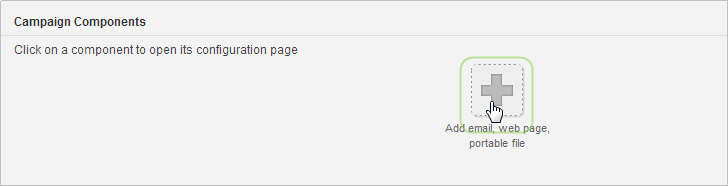 Campaign Components
Click on a component to open its configuration page
Add email, web page,
portable file